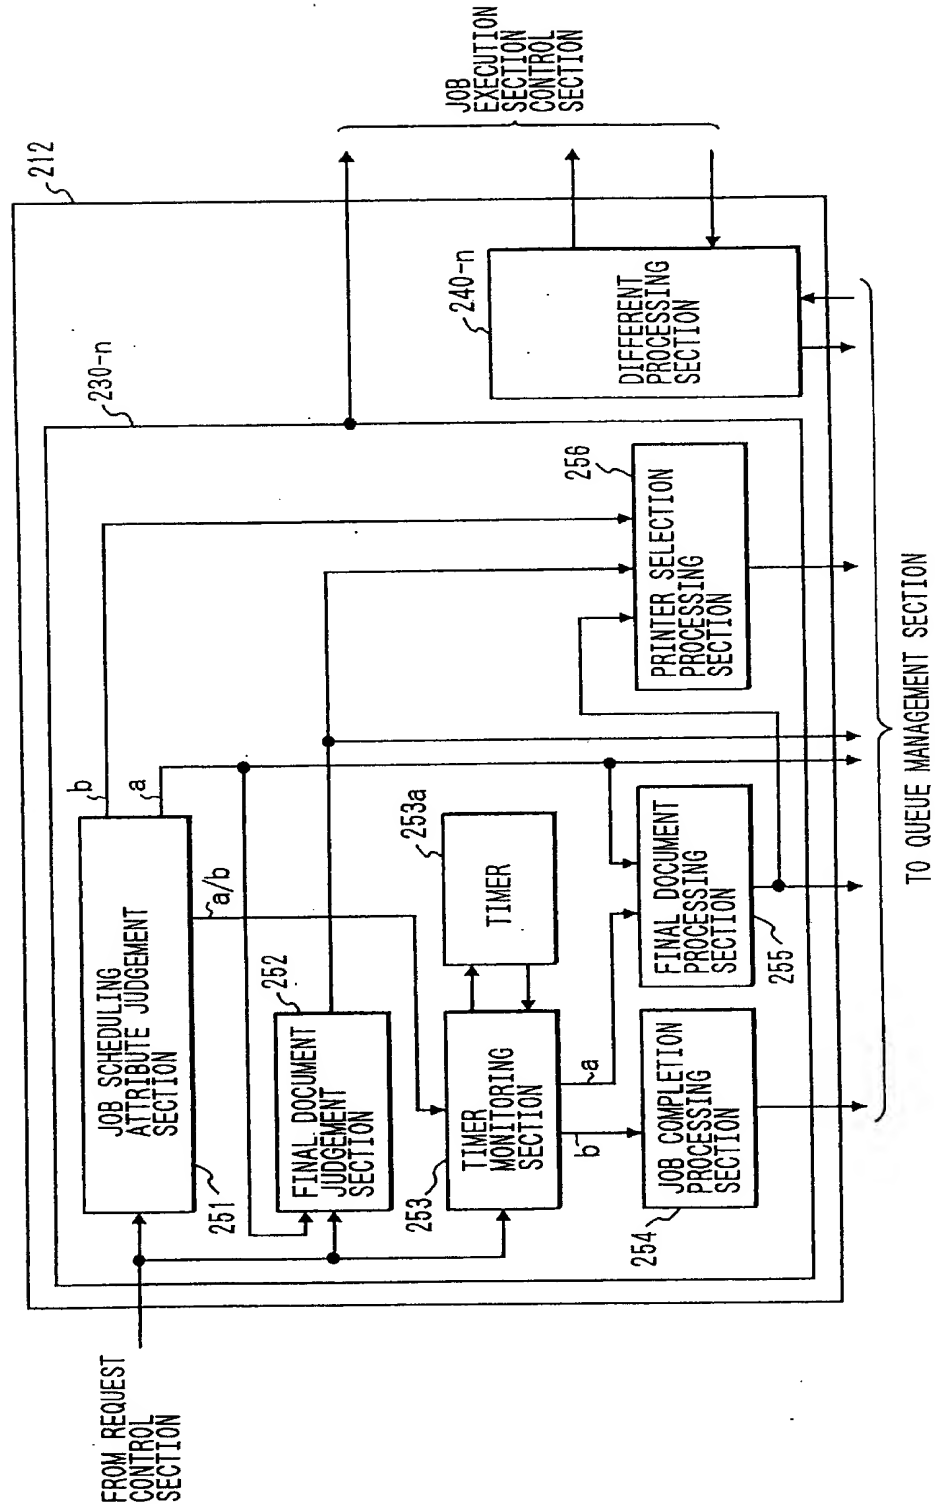 212
230-n
JOB
EXECUTION
SECTION
CONTROL
SECTION
240-n
DIFFERENT
PROCESSING
SECTION
FROM REQUEST
CONTROL
SECTION
JOB SCHEDULING
ATTRIBUTE JUDGEMENT
SECTION
251
b
a
a/b
FINAL DOCUMENT
JUDGEMENT
SECTION
252
TIMER
MONITORING
SECTION
253
TIMER
253a
a
b
JOB COMPLETION
PROCESSING
SECTION
254
FINAL DOCUMENT
PROCESSING
SECTION
255
PRINTER SELECTION
PROCESSING
SECTION
256
TO QUEUE MANAGEMENT SECTION